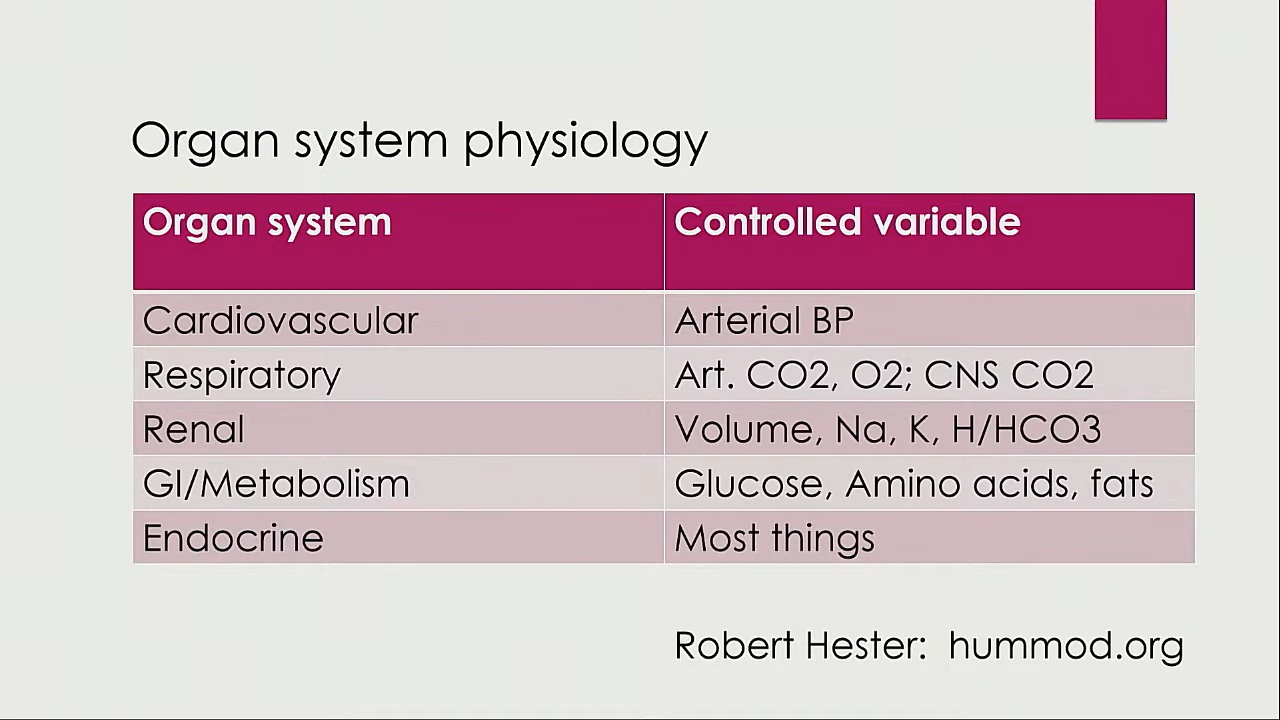 Organ system physiology
Organ system Controlled variable
Cardiovascular Arterial BP
Respiratory Art. CO2, O2; CNS CO2
Renal Volume, Na, K, H/HCO3
GI/Metabolism Glucose, Amino acids, fats
Endocrine Most things
Robert Hester: hummod.org